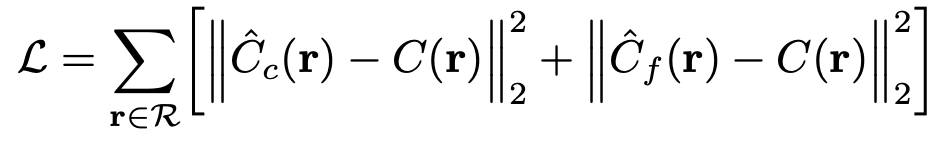 $$\mathcal{L} = \sum_{\mathbf{r} \in \mathcal{R}} \left[ \left\| \hat{C}_c(\mathbf{r}) - C(\mathbf{r}) \right\|_2^2 + \left\| \hat{C}_f(\mathbf{r}) - C(\mathbf{r}) \right\|_2^2 \right]$$